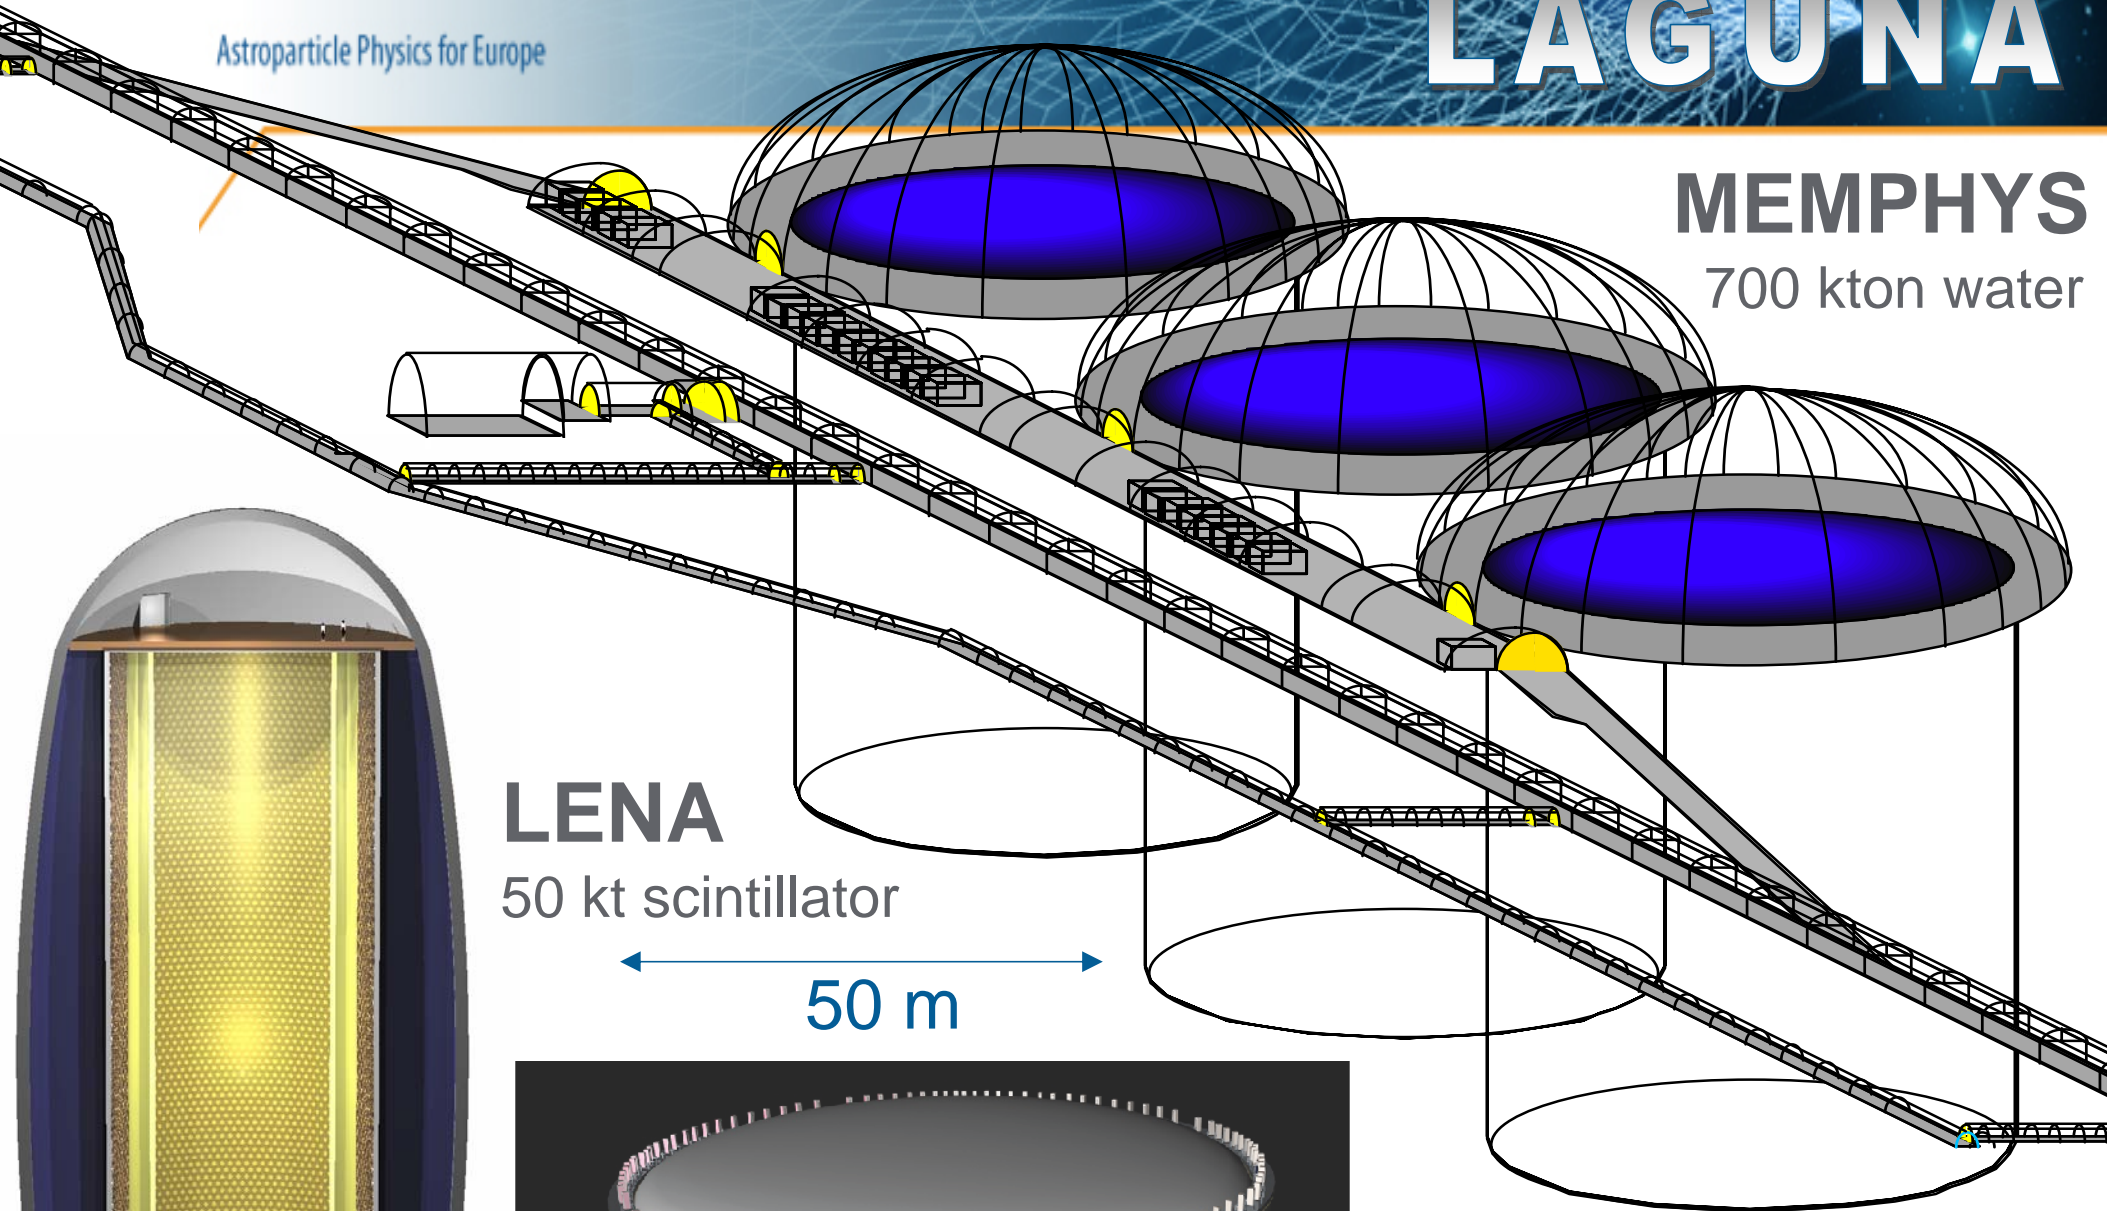 Astroparticle Physics for Europe
LAGUNA
MEMPHYS
700 kton water
LENA
50 kt scintillator
50 m